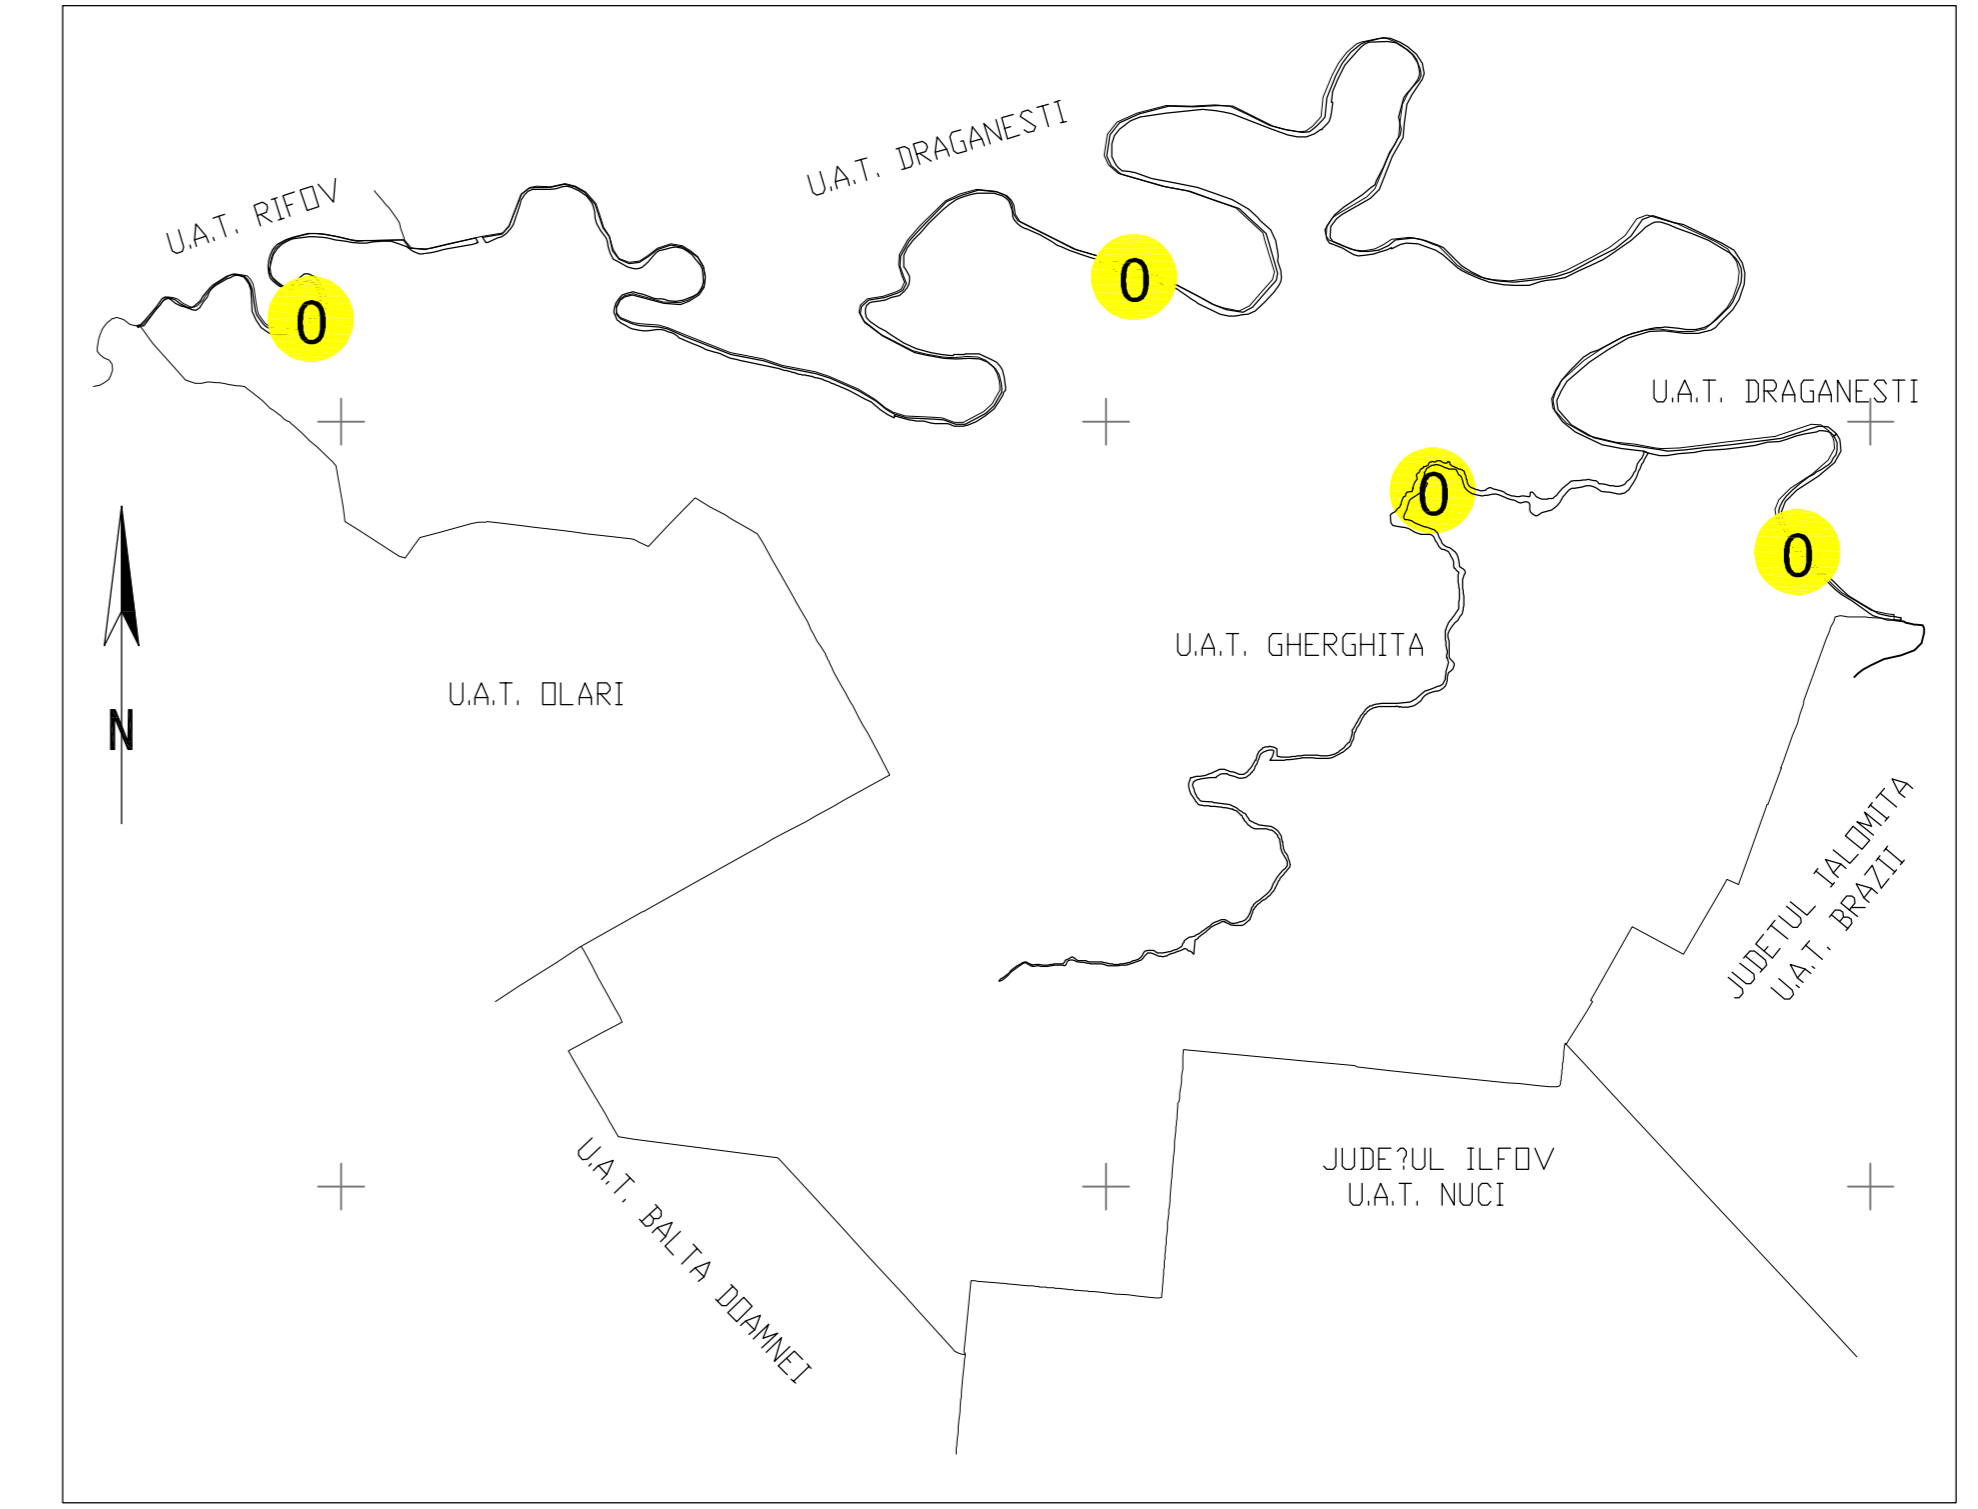 U.A.T. DRAGANESTI
U.A.T. RIFOV
0
0
U.A.T. DRAGANESTI
0
0
U.A.T. GHERGHITA
U.A.T. OLARI
N
JUDETUL IALOMITA
U.A.T. BRAZII
JUDE?UL ILFOV
U.A.T. NUCI
U.A.T. BALTA DOAMNEI